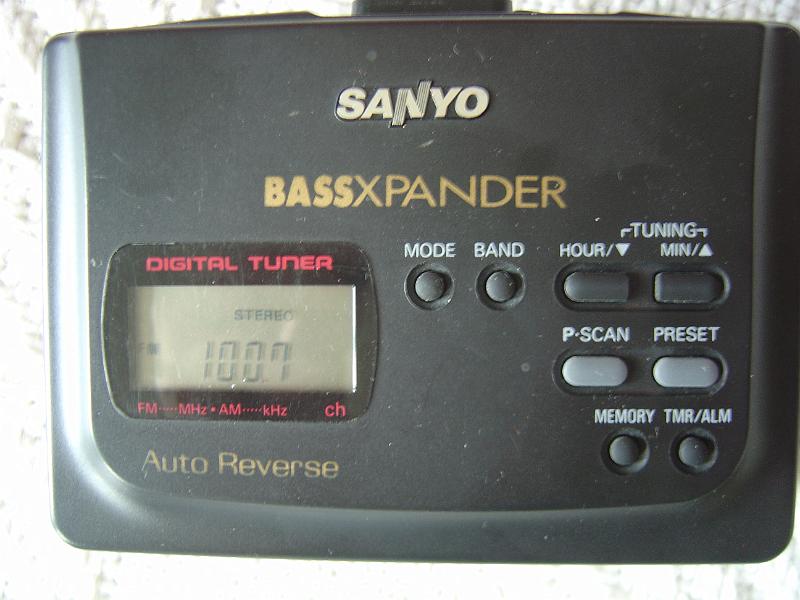 SANYO
BASSXPANDER
TUNING
MODE BAND HOUR/▼ MIN/▲
DIGITAL TUNER
STEREO
FM 100.7
P·SCAN PRESET
FM·····MHz • AM·····kHz ch
MEMORY TMR/ALM
Auto Reverse